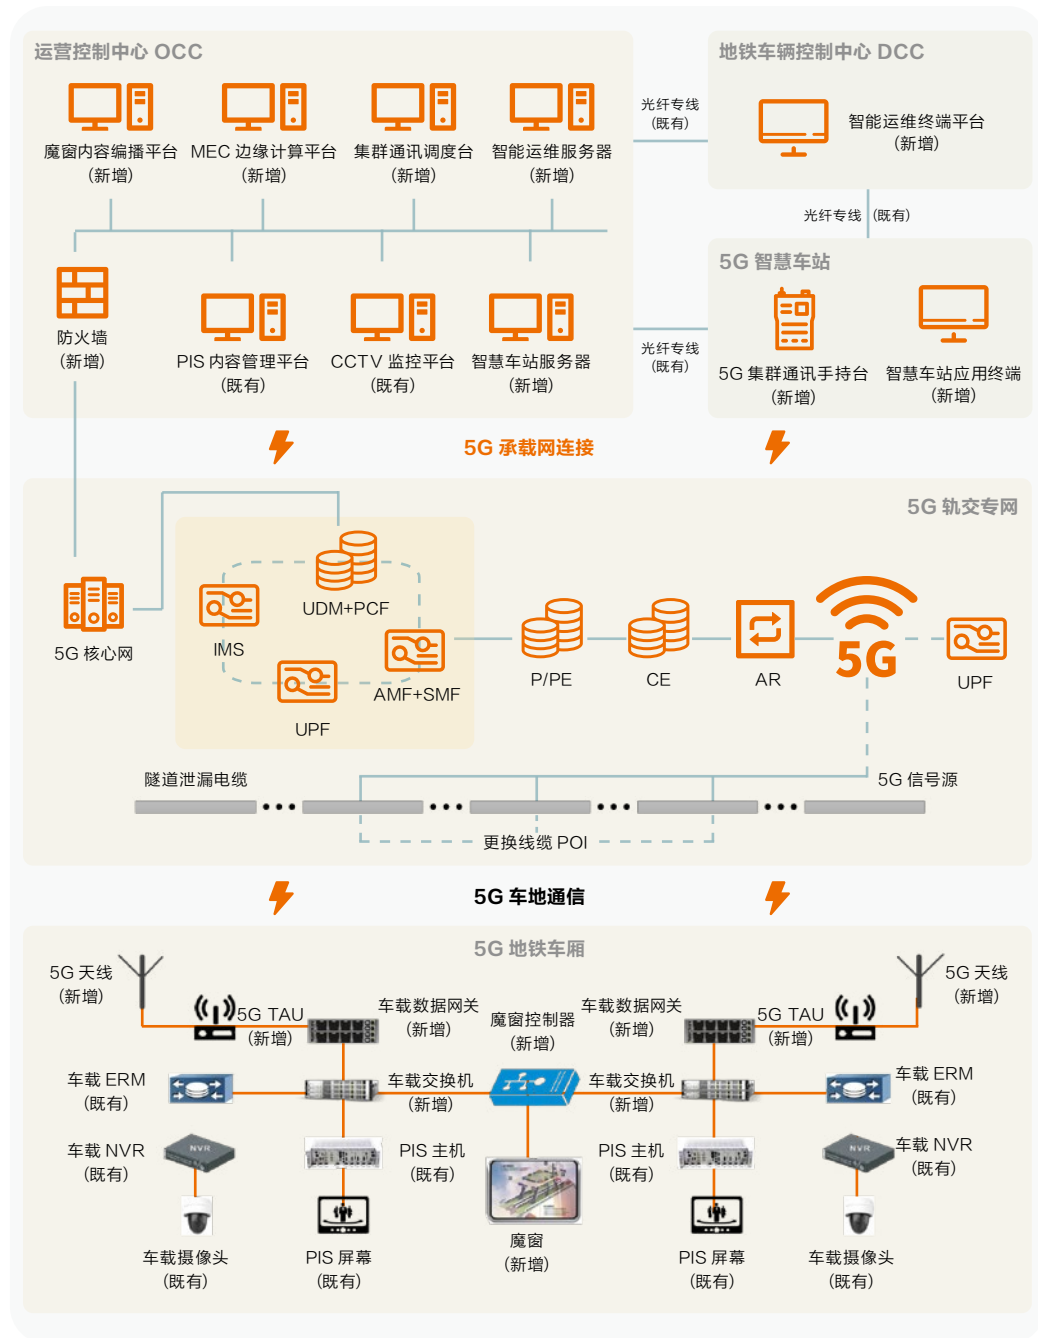 运营控制中心 OCC
魔窗内容编播平台
(新增)
MEC 边缘计算平台
(新增)
集群通讯调度台
(新增)
智能运维服务器
(新增)
防火墙
(新增)
PIS 内容管理平台
(既有)
CCTV 监控平台
(既有)
智慧车站服务器
(新增)
光纤专线
(既有)
地铁车辆控制中心 DCC
智能运维终端平台
(新增)
光纤专线 (既有)
光纤专线
(既有)
5G 智慧车站
5G 集群通讯手持台
(新增)
智慧车站应用终端
(新增)
5G 承载网连接
5G 轨交专网
5G 核心网
UDM+PCF
IMS
AMF+SMF
UPF
P/PE
CE
AR
5G
UPF
隧道泄漏电缆
5G 信号源
更换线缆 POI
5G 车地通信
5G 地铁车厢
5G 天线
(新增)
5G TAU
(新增)
车载数据网关
(新增)
魔窗控制器
(新增)
车载数据网关
(新增)
5G TAU
(新增)
5G 天线
(新增)
车载 ERM
(既有)
车载交换机
(新增)
车载交换机
(新增)
车载 ERM
(既有)
车载 NVR
(既有)
NVR
PIS 主机
(既有)
PIS 主机
(既有)
NVR
车载 NVR
(既有)
车载摄像头
(既有)
PIS 屏幕
(既有)
魔窗
(新增)
PIS 屏幕
(既有)
车载摄像头
(既有)